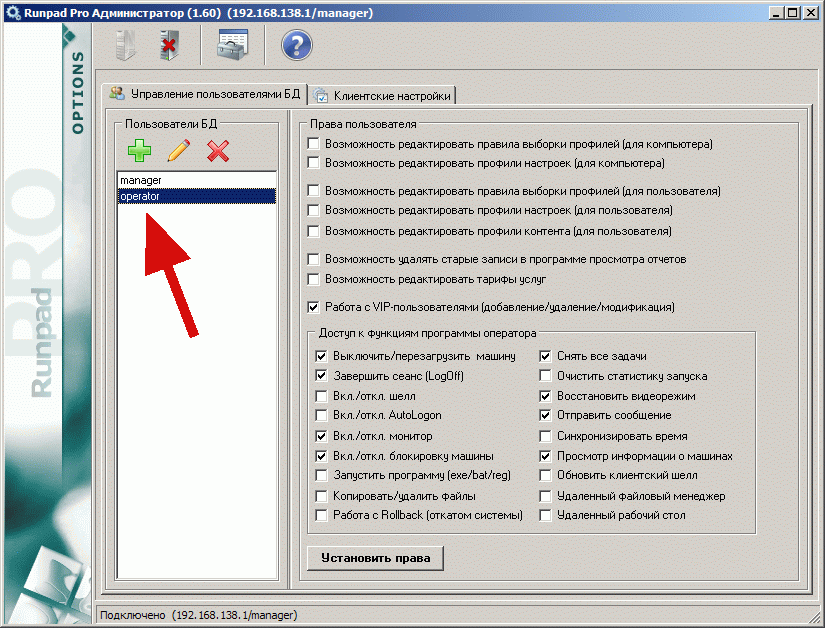 Runpad Pro Администратор (1.60)  (192.168.138.1/manager)
OPTIONS
Runpad
PRO
Управление пользователями БД
Клиентские настройки
Пользователи БД
manager
operator
Права пользователя
Возможность редактировать правила выборки профилей (для компьютера)
Возможность редактировать профили настроек (для компьютера)
Возможность редактировать правила выборки профилей (для пользователя)
Возможность редактировать профили настроек (для пользователя)
Возможность редактировать профили контента (для пользователя)
Возможность удалять старые записи в программе просмотра отчетов
Возможность редактировать тарифы услуг
Работа с VIP-пользователями (добавление/удаление/модификация)
Доступ к функциям программы оператора
Выключить/перезагрузить  машину
Завершить сеанс (LogOff)
Вкл./откл. шелл
Вкл./откл. AutoLogon
Вкл./откл. монитор
Вкл./откл. блокировку машины
Запустить программу (exe/bat/reg)
Копировать/удалить файлы
Работа с Rollback (откатом системы)
Снять все задачи
Очистить статистику запуска
Восстановить видеорежим
Отправить сообщение
Синхронизировать время
Просмотр информации о машинах
Обновить клиентский шелл
Удаленный файловый менеджер
Удаленный рабочий стол
Установить права
Подключено  (192.168.138.1/manager)